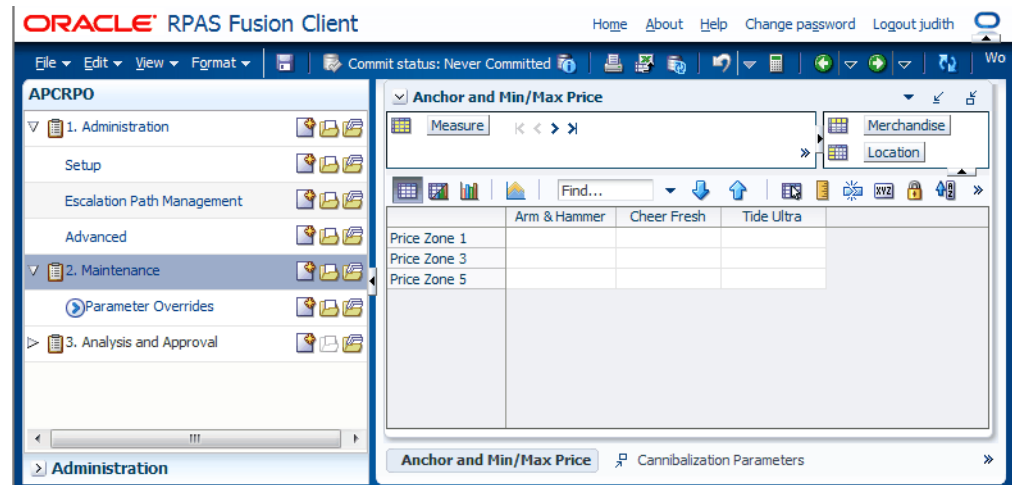 ORACLE® RPAS Fusion Client
Home About Help Change password Logout judith
File Edit View Format Commit status: Never Committed Wo
APCRPO
1. Administration
Setup
Escalation Path Management
Advanced
2. Maintenance
Parameter Overrides
3. Analysis and Approval
Administration
Anchor and Min/Max Price
Measure
Merchandise
Location
Find...
XYZ
Arm & Hammer Cheer Fresh Tide Ultra
Price Zone 1
Price Zone 3
Price Zone 5
Anchor and Min/Max Price Cannibalization Parameters